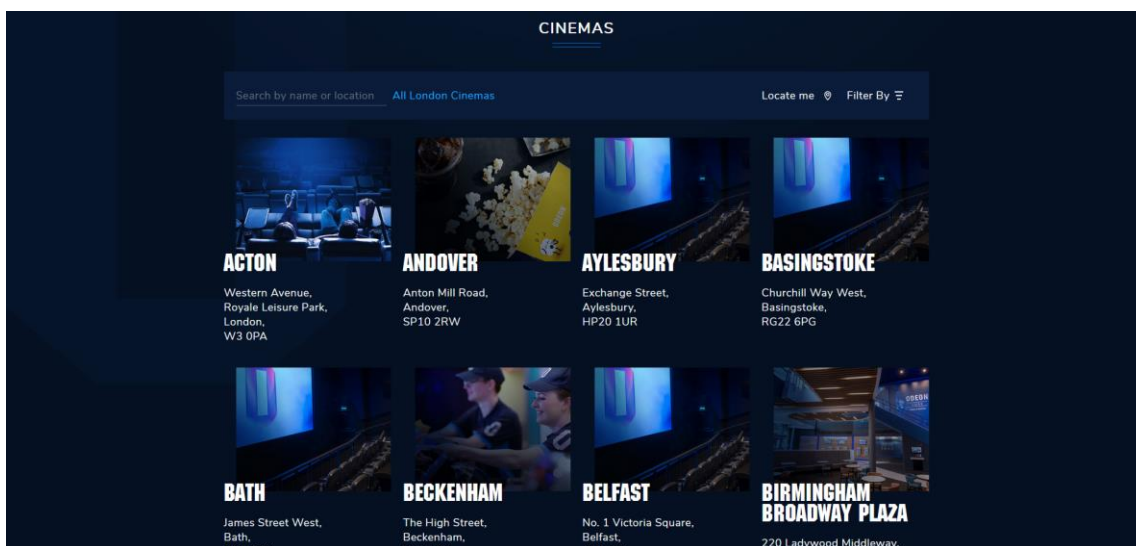 CINEMAS
Search by name or location All London Cinemas Locate me Filter By
ODEON
ACTON
Western Avenue,
Royale Leisure Park,
London,
W3 0PA
ANDOVER
Anton Mill Road,
Andover,
SP10 2RW
AYLESBURY
Exchange Street,
Aylesbury,
HP20 1UR
BASINGSTOKE
Churchill Way West,
Basingstoke,
RG22 6PG
BATH
James Street West,
Bath,
BECKENHAM
The High Street,
Beckenham,
BELFAST
No. 1 Victoria Square,
Belfast,
ODEON
BIRMINGHAM
BROADWAY PLAZA
220 Ladywood Middleway,